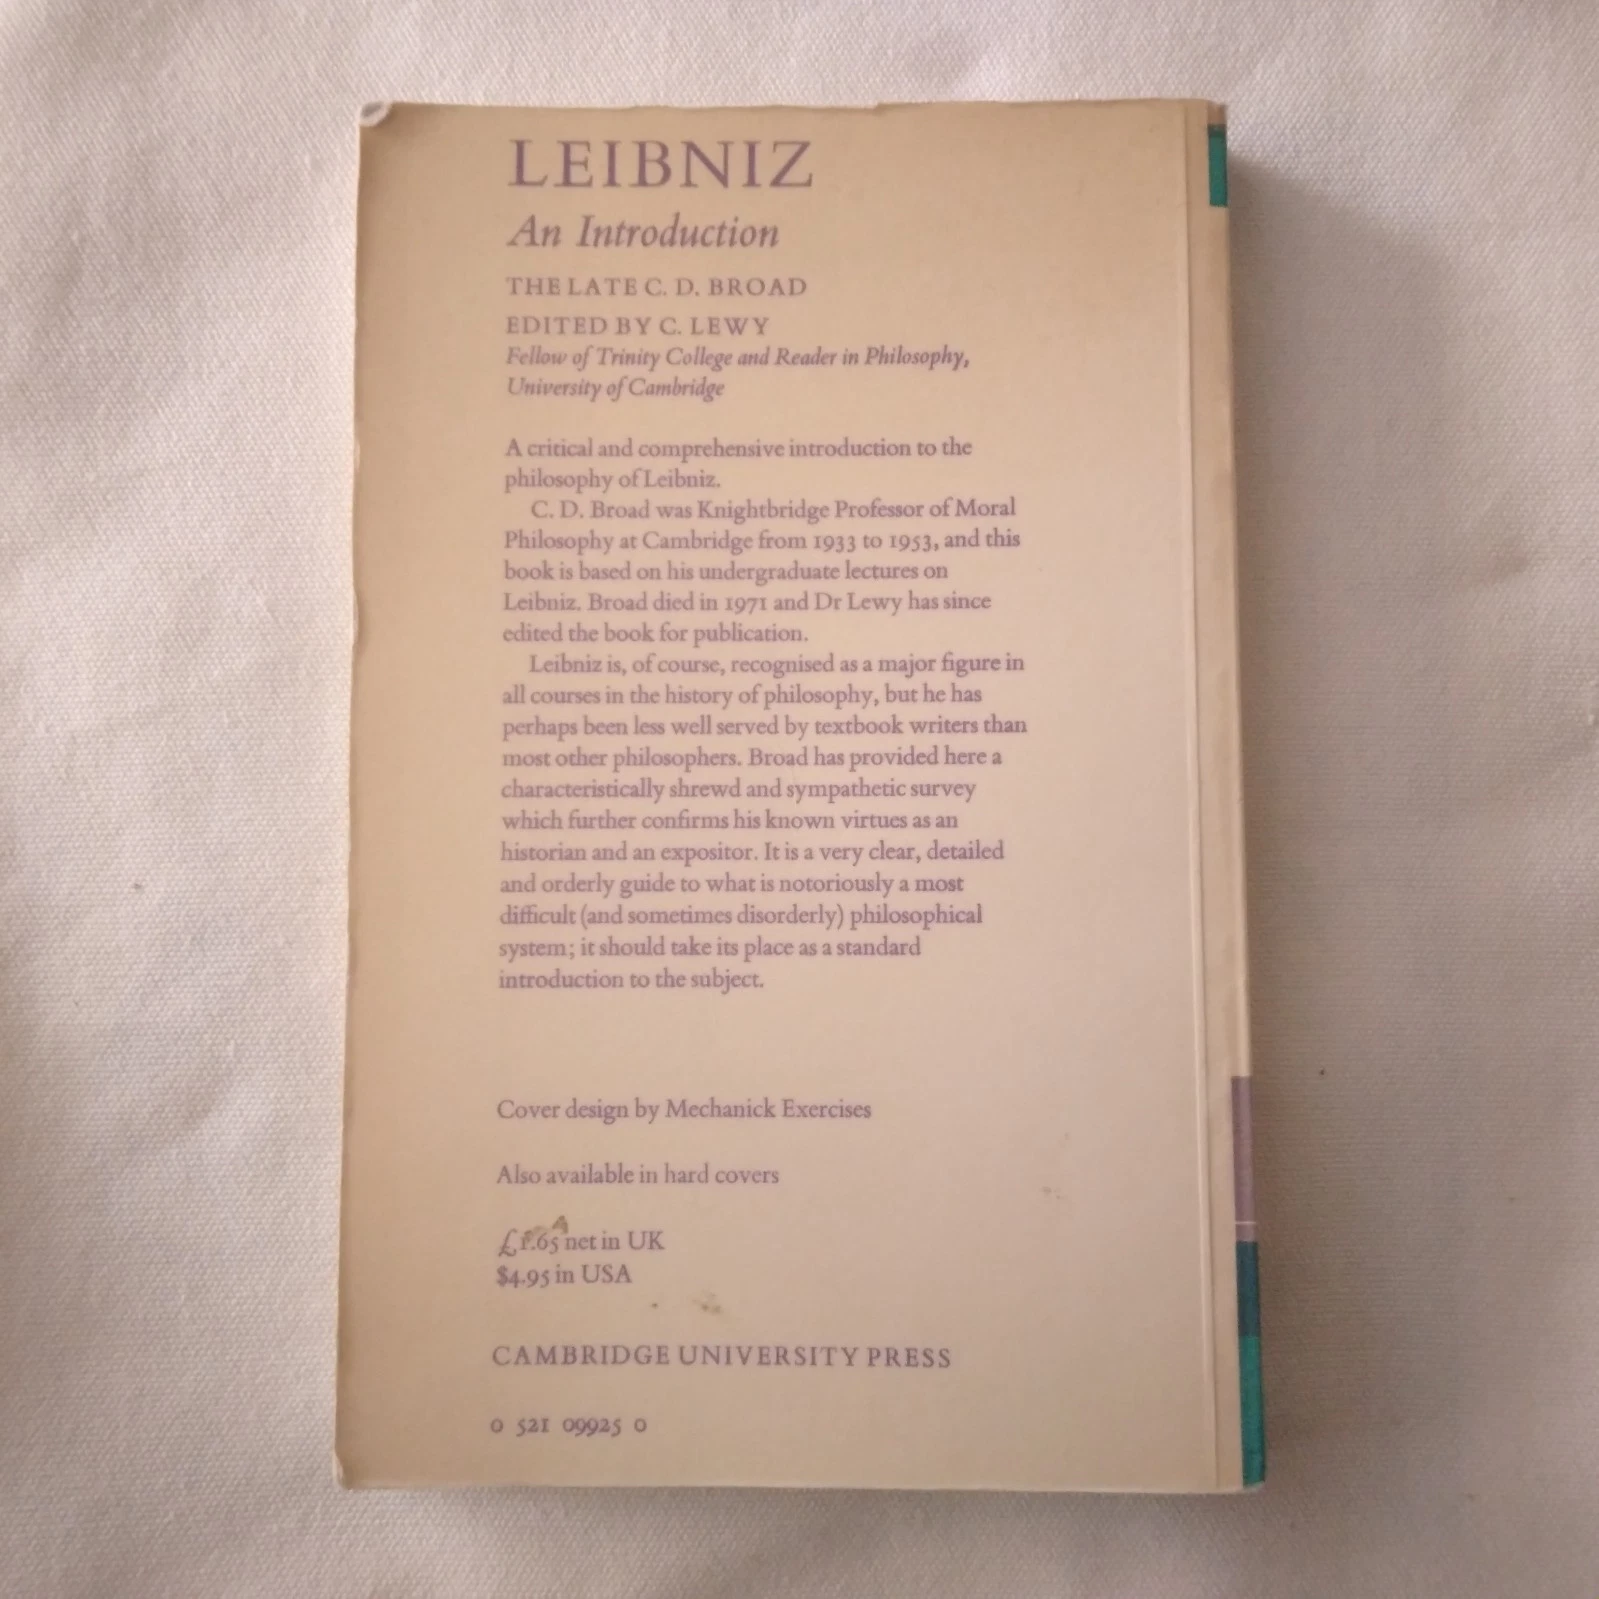 LEIBNIZ
An Introduction
THE LATE C. D. BROAD
EDITED BY C. LEWY
Fellow of Trinity College and Reader in Philosophy,
University of Cambridge
A critical and comprehensive introduction to the
philosophy of Leibniz.
C. D. Broad was Knightbridge Professor of Moral
Philosophy at Cambridge from 1933 to 1953, and this
book is based on his undergraduate lectures on
Leibniz. Broad died in 1971 and Dr Lewy has since
edited the book for publication.
Leibniz is, of course, recognised as a major figure in
all courses in the history of philosophy, but he has
perhaps been less well served by textbook writers than
most other philosophers. Broad has provided here a
characteristically shrewd and sympathetic survey
which further confirms his known virtues as an
historian and an expositor. It is a very clear, detailed
and orderly guide to what is notoriously a most
difficult (and sometimes disorderly) philosophical
system; it should take its place as a standard
introduction to the subject.
Cover design by Mechanick Exercises
Also available in hard covers
£1.65 net in UK
$4.95 in USA
CAMBRIDGE UNIVERSITY PRESS
0 521 09925 0